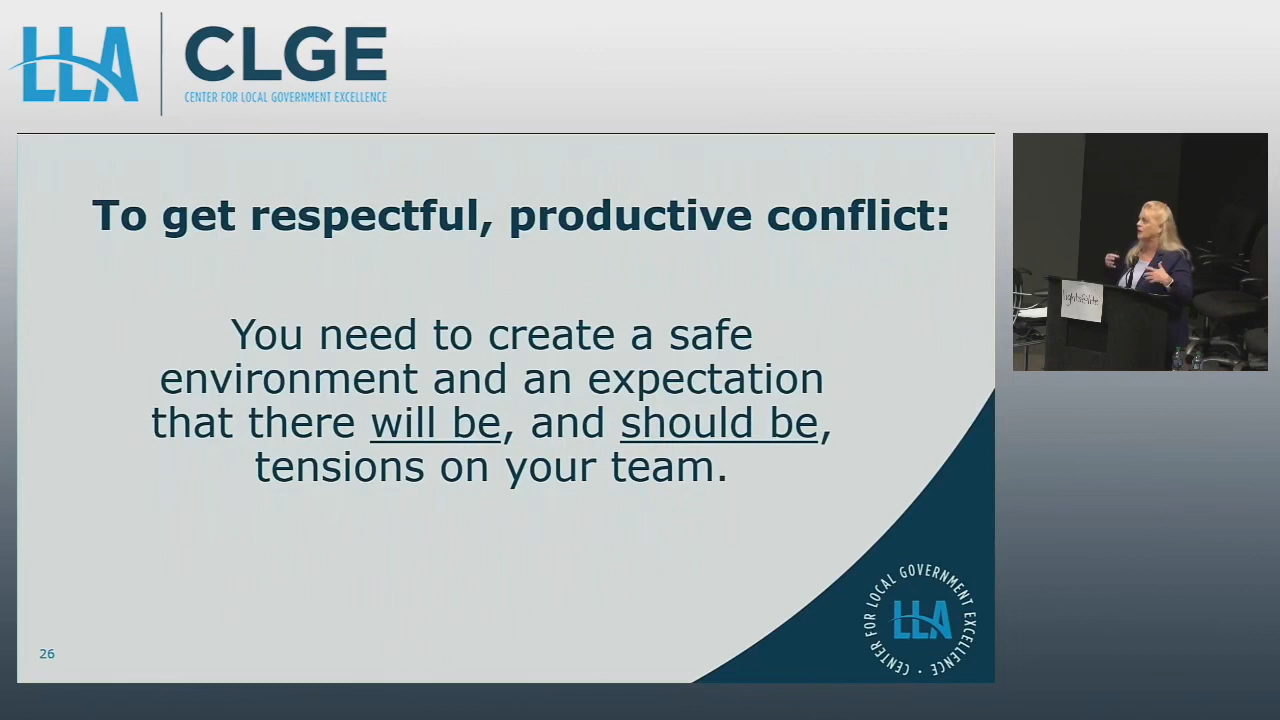 LLA
CLGE
CENTER FOR LOCAL GOVERNMENT EXCELLENCE
To get respectful, productive conflict:
You need to create a safe
environment and an expectation
that there will be, and should be,
tensions on your team.
26
CENTER FOR LOCAL GOVERNMENT EXCELLENCE ·
LLA